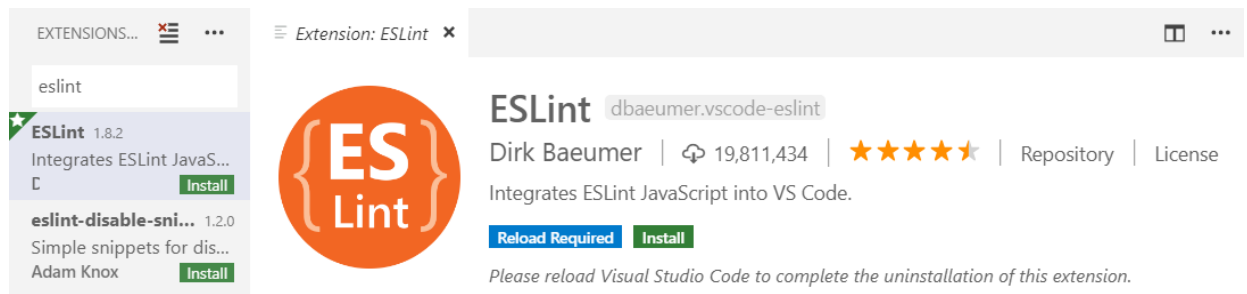 EXTENSIONS...
eslint
ESLint 1.8.2
Integrates ESLint JavaS...
Install
eslint-disable-sni... 1.2.0
Simple snippets for dis...
Adam Knox Install
Extension: ESLint
{ES
Lint}
ESLint dbaeumer.vscode-eslint
Dirk Baeumer | 19,811,434 | Repository | License
Integrates ESLint JavaScript into VS Code.
Reload Required Install
Please reload Visual Studio Code to complete the uninstallation of this extension.